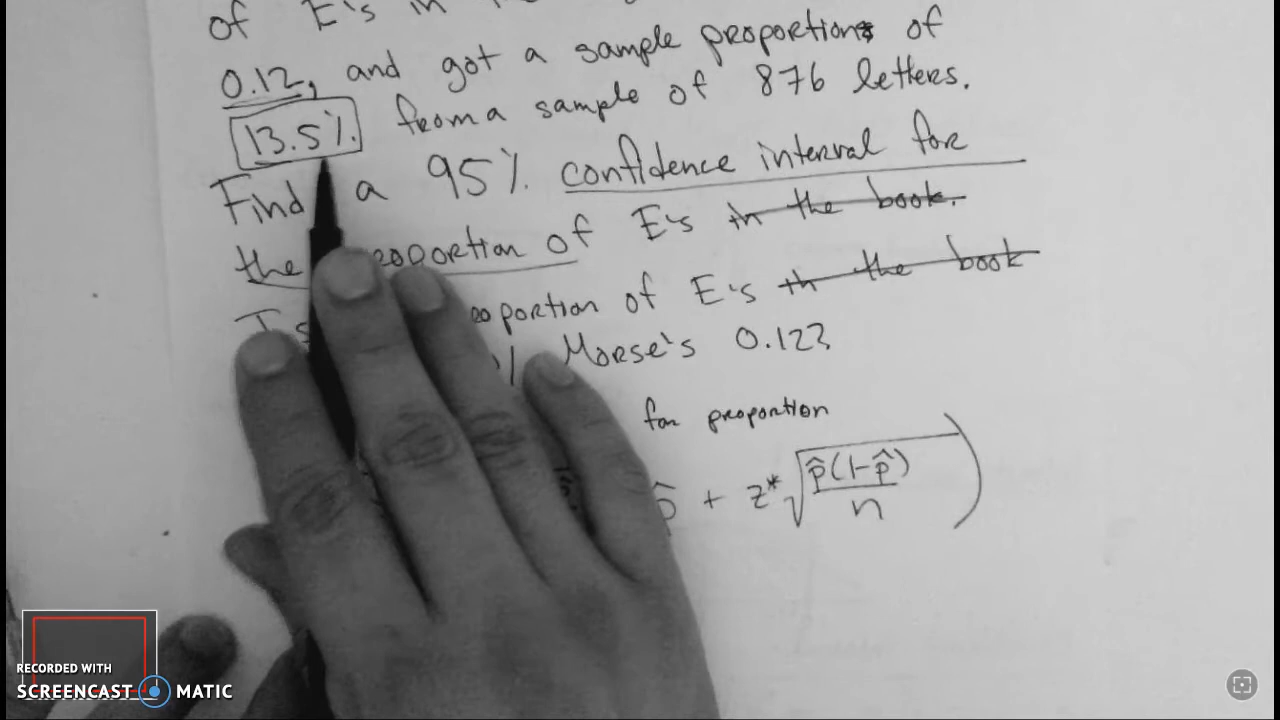 of E's in
0.12, and got a sample proportion of
13.5% from a sample of 876 letters.
Find a 95% confidence interval for
the proportion of E's in the book.
proportion of E's in the book
Morse's 0.12?
for proportion
p̂ + z*√(p̂(1-p̂)/n) )
RECORDED WITH
SCREENCAST MATIC